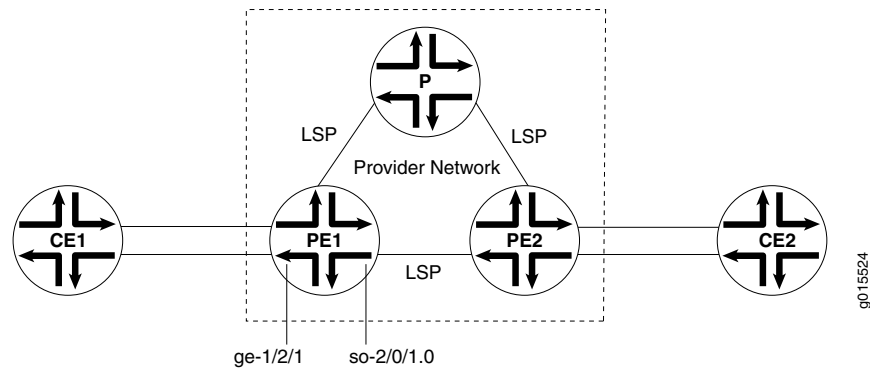 P
LSP
LSP
Provider Network
CE1
PE1
PE2
CE2
LSP
ge-1/2/1
so-2/0/1.0
g015524